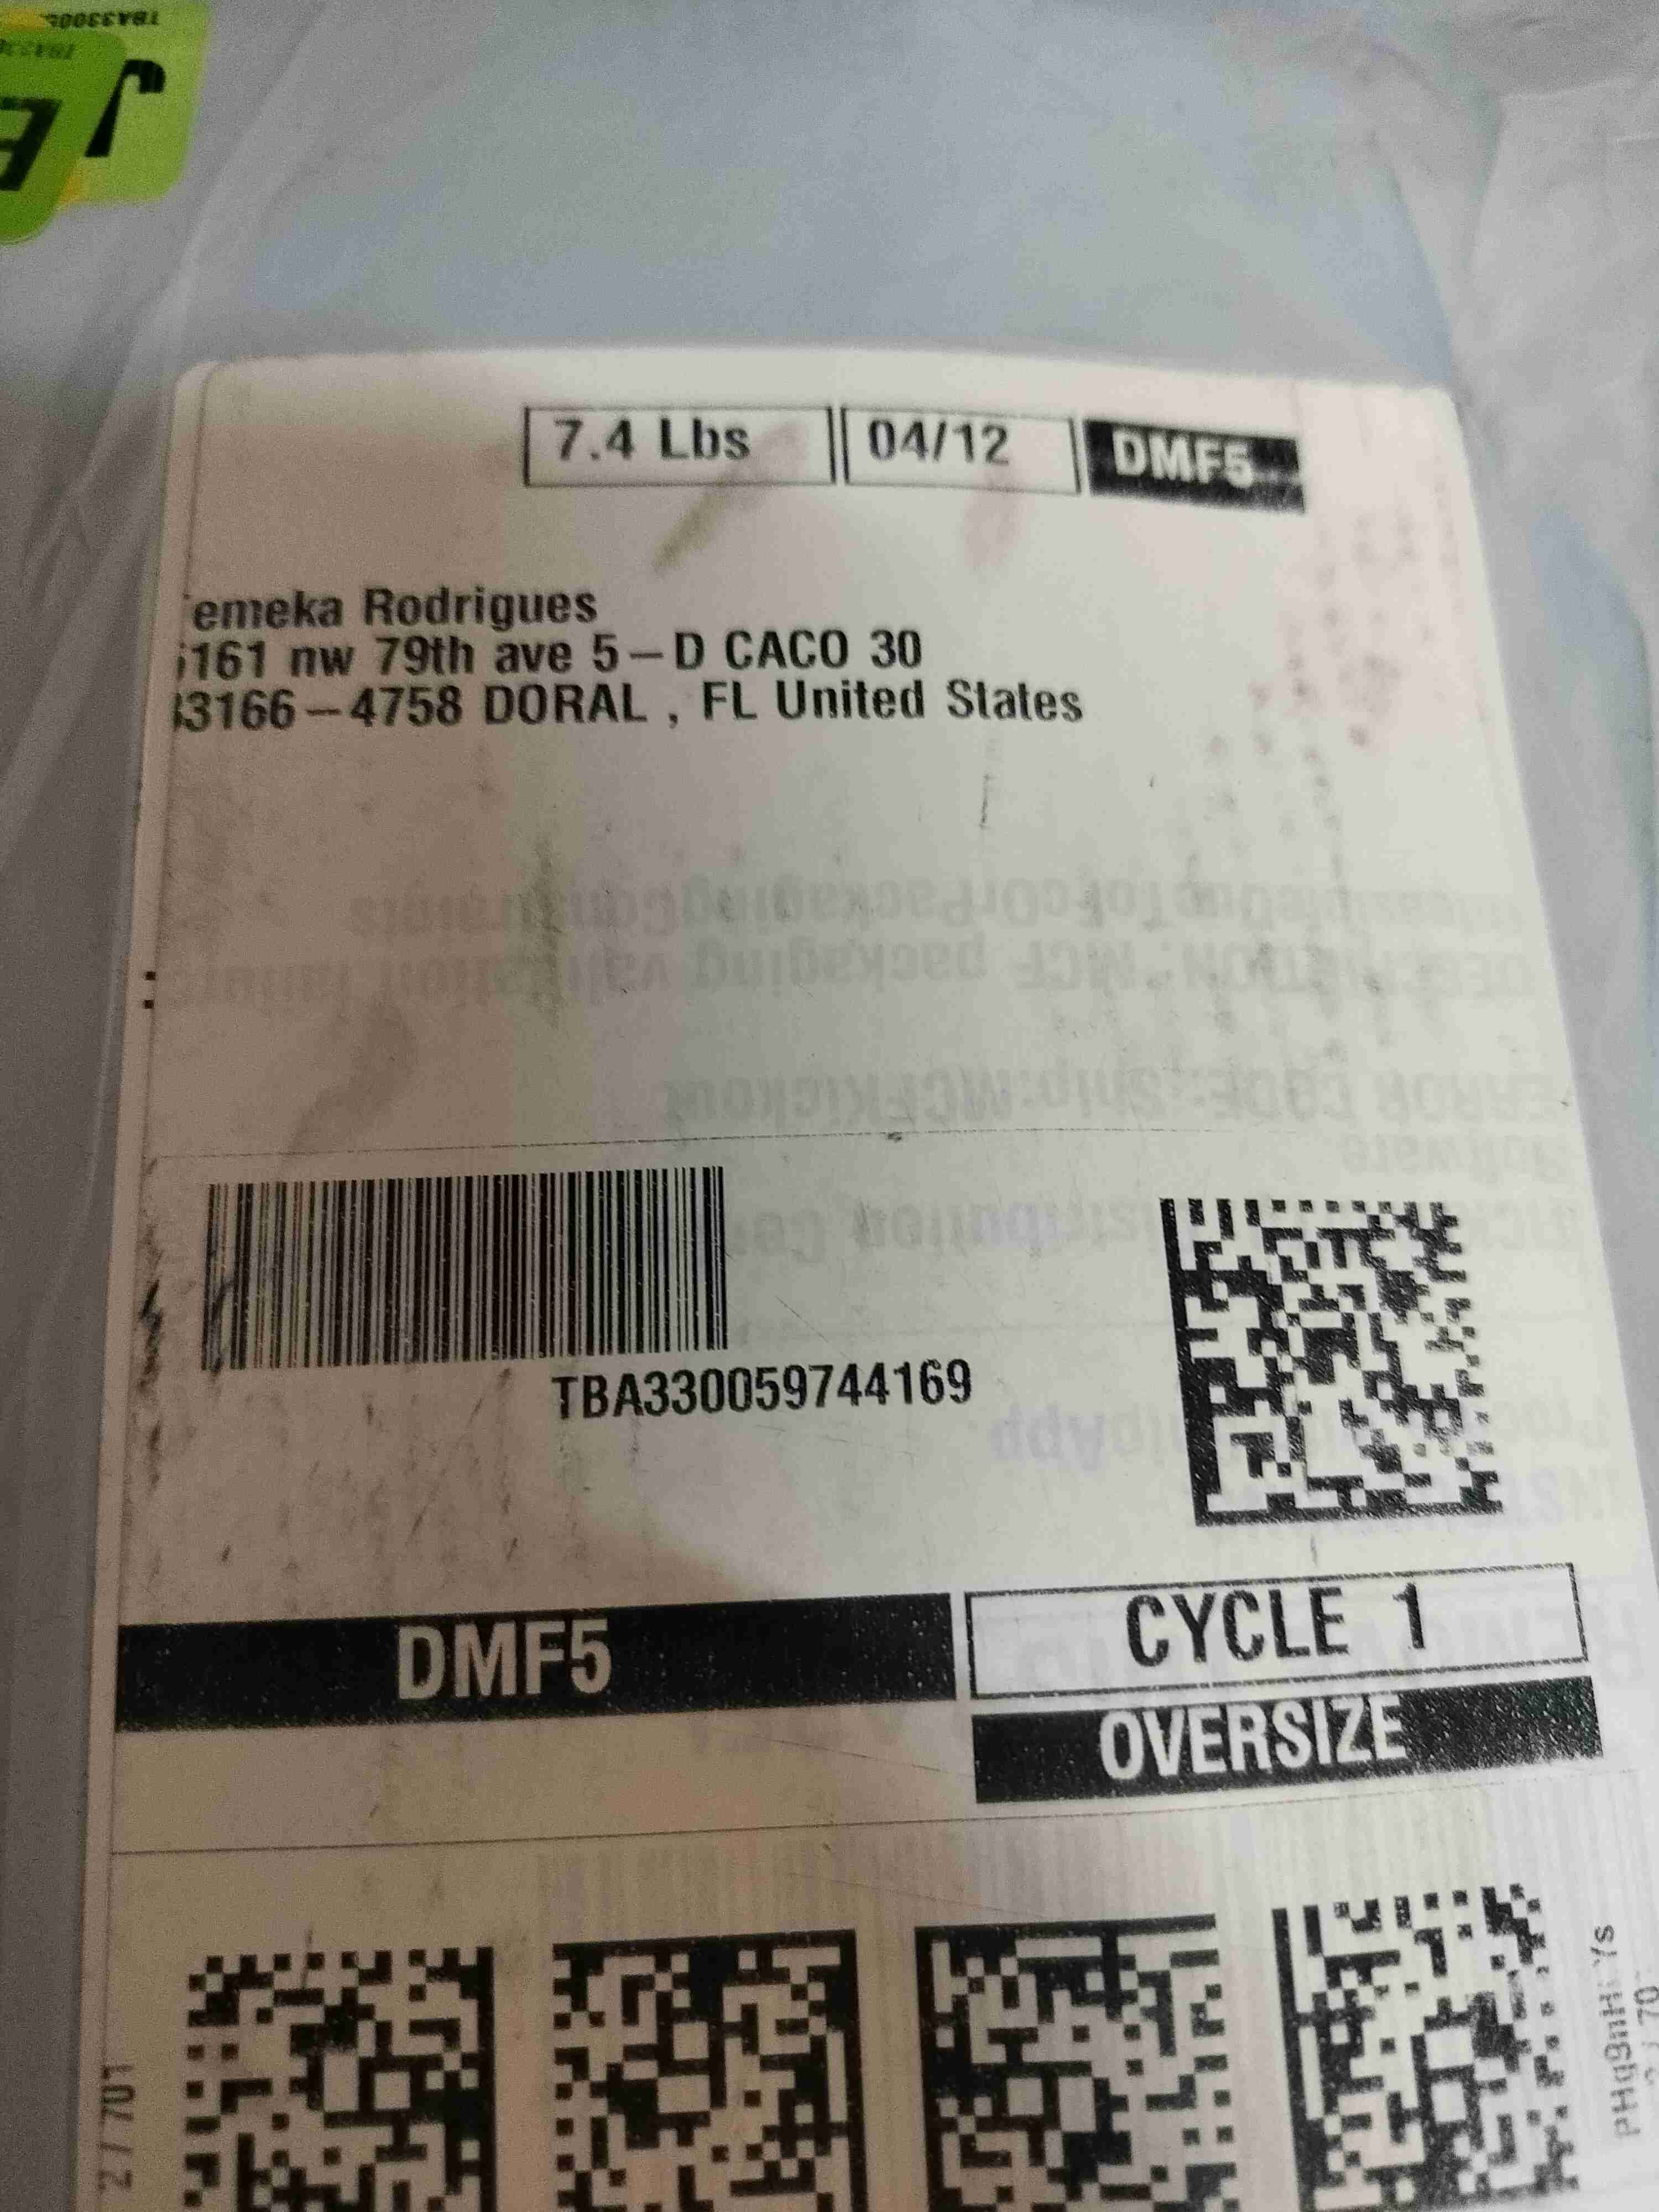 7.4 Lbs 04/12 DMF5
emeka Rodrigues
161 nw 79th ave 5-D CACO 30
3166-4758 DORAL , FL United States
TBA330059744169
DMF5
CYCLE 1
OVERSIZE